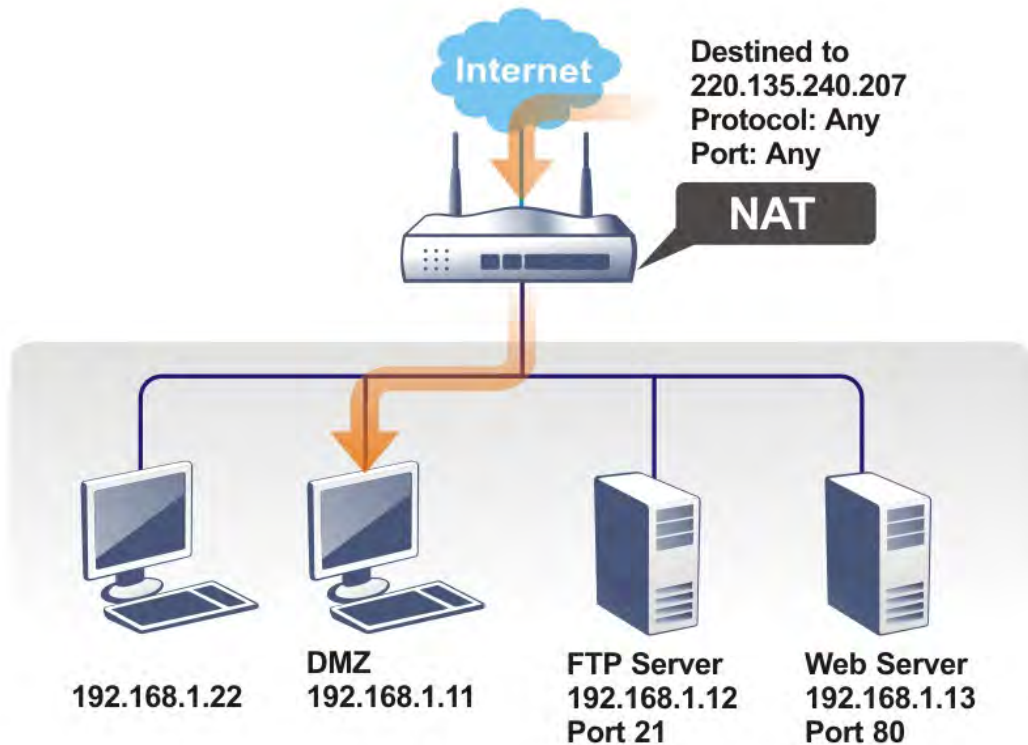 Internet
Destined to
220.135.240.207
Protocol: Any
Port: Any
NAT
192.168.1.22
DMZ
192.168.1.11
FTP Server
192.168.1.12
Port 21
Web Server
192.168.1.13
Port 80